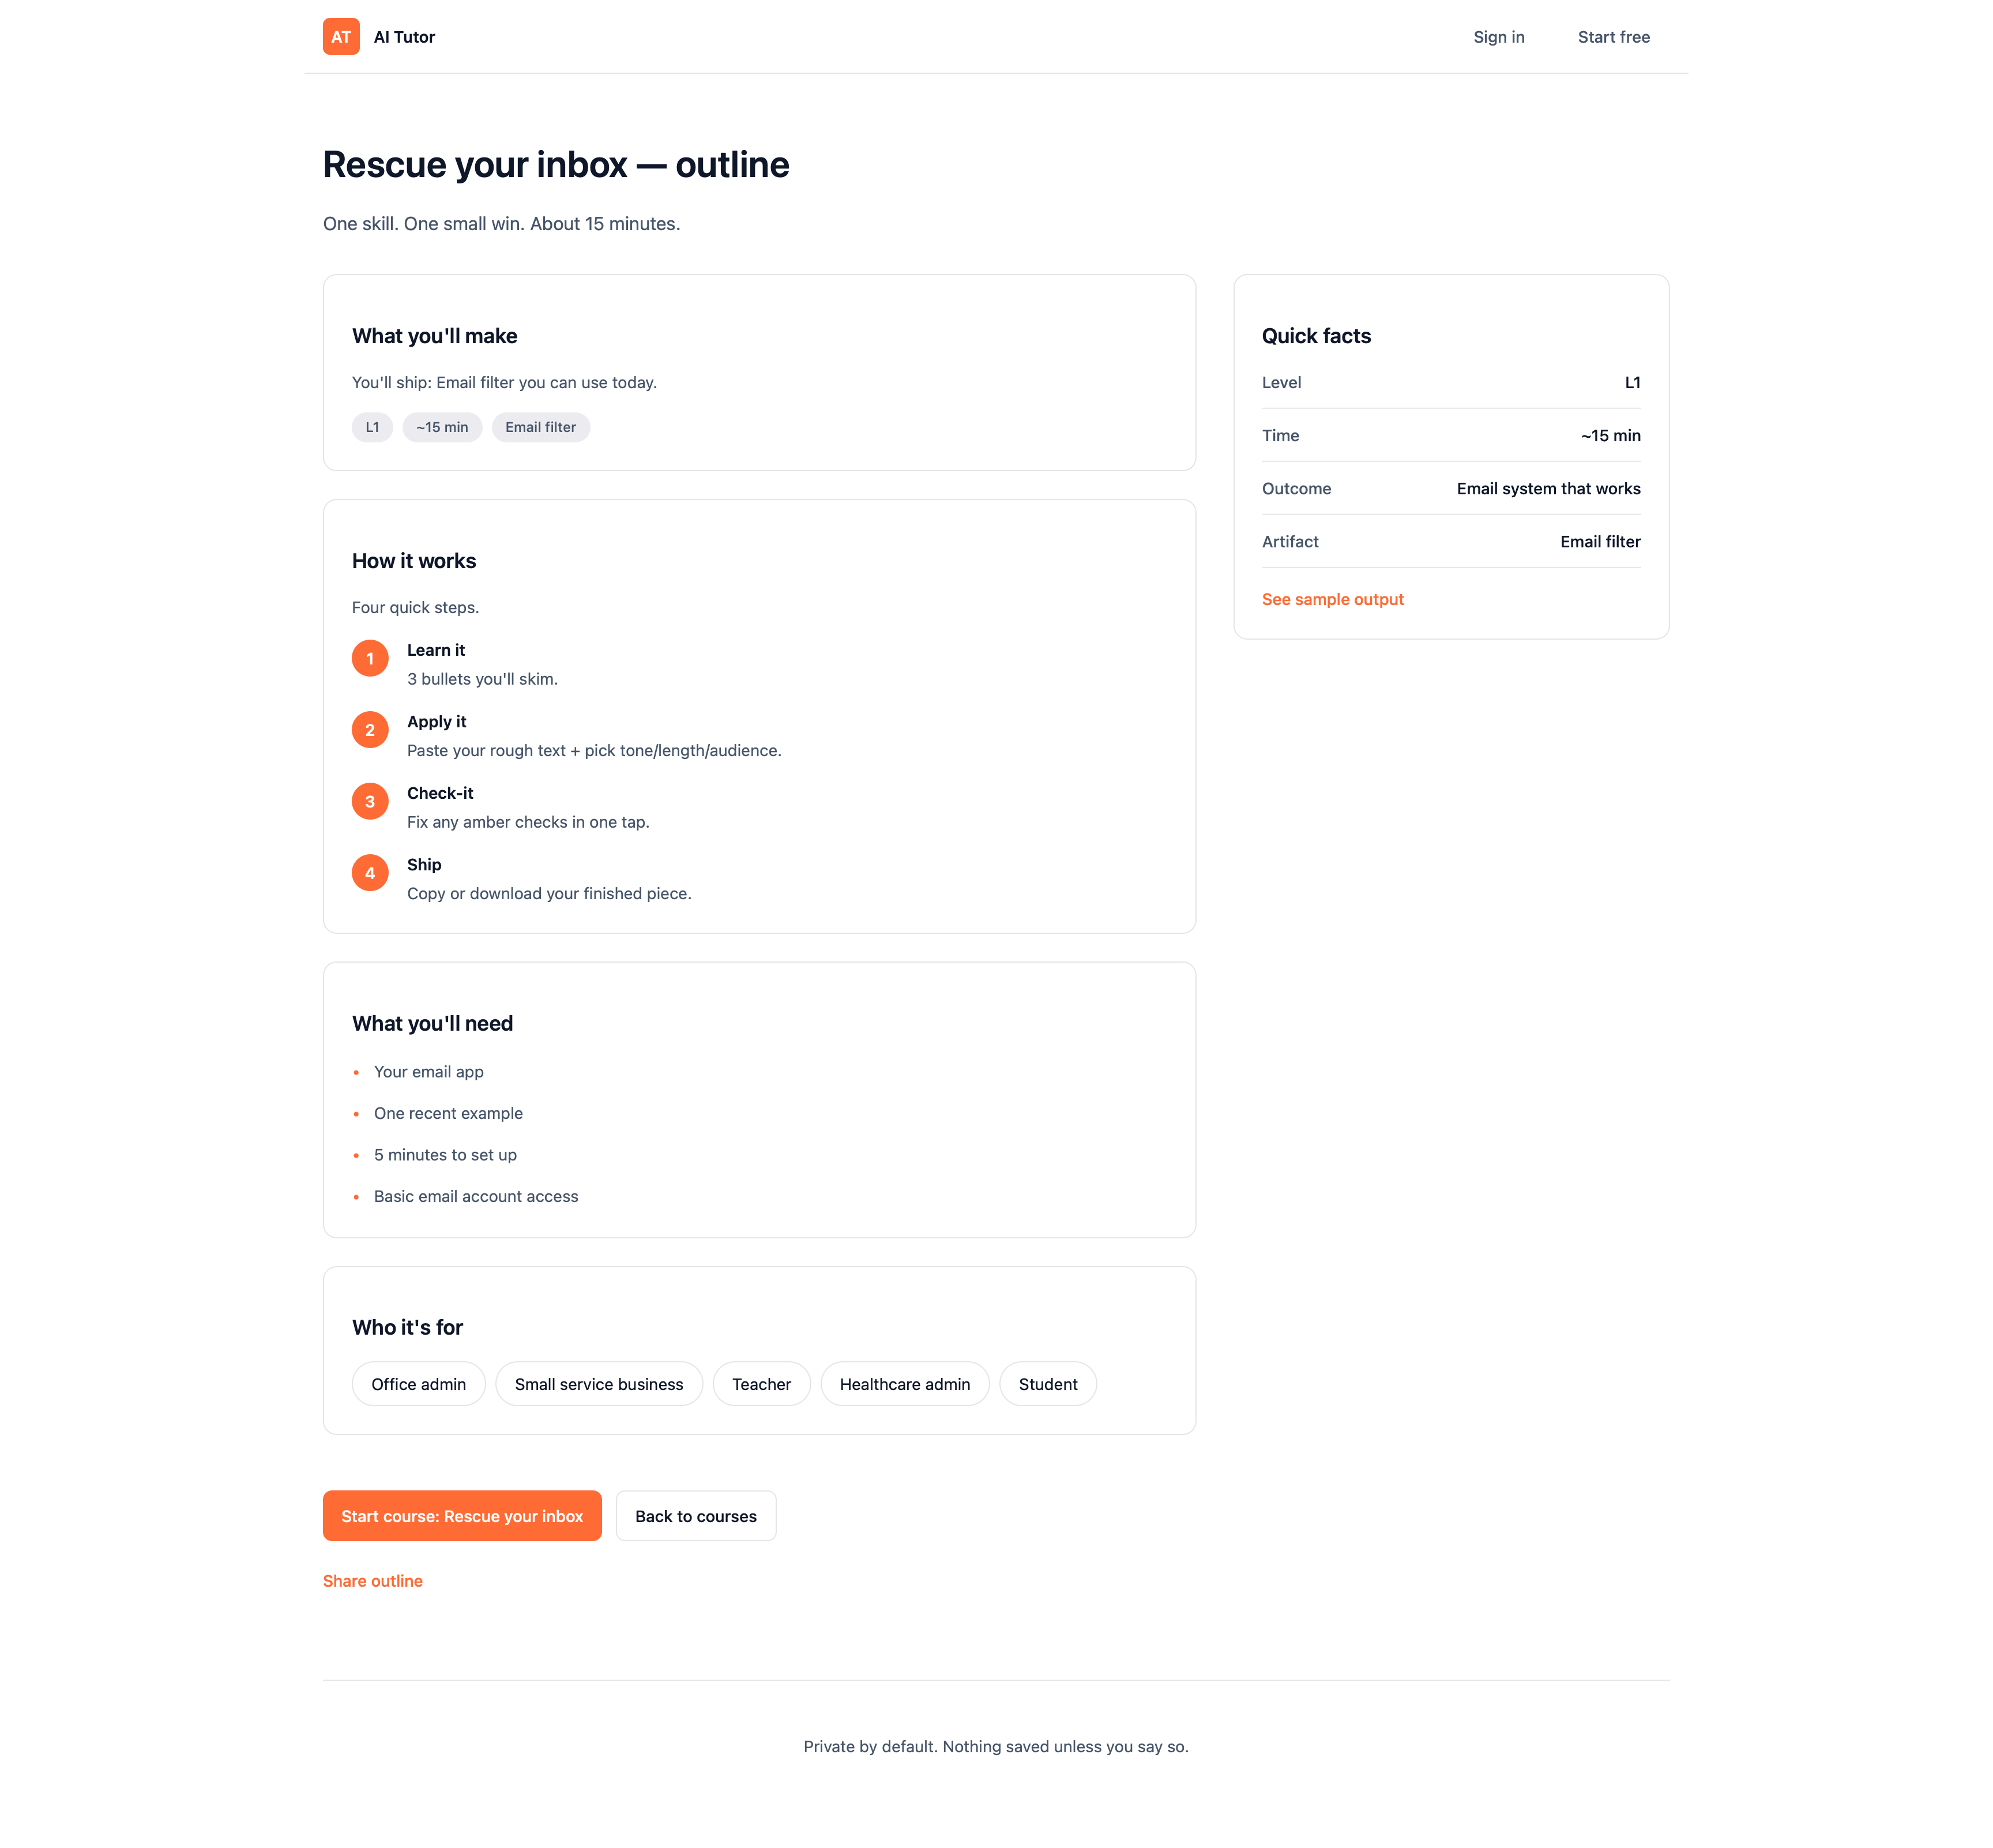 AT
AI Tutor
Sign in
Start free
Rescue your inbox — outline
One skill. One small win. About 15 minutes.
What you'll make
You'll ship: Email filter you can use today.
L1
~15 min
Email filter
How it works
Four quick steps.
1
Learn it
3 bullets you'll skim.
2
Apply it
Paste your rough text + pick tone/length/audience.
3
Check-it
Fix any amber checks in one tap.
4
Ship
Copy or download your finished piece.
What you'll need
• Your email app
• One recent example
• 5 minutes to set up
• Basic email account access
Who it's for
Office admin
Small service business
Teacher
Healthcare admin
Student
Quick facts
Level L1
Time ~15 min
Outcome Email system that works
Artifact Email filter
See sample output
Start course: Rescue your inbox
Back to courses
Share outline
Private by default. Nothing saved unless you say so.